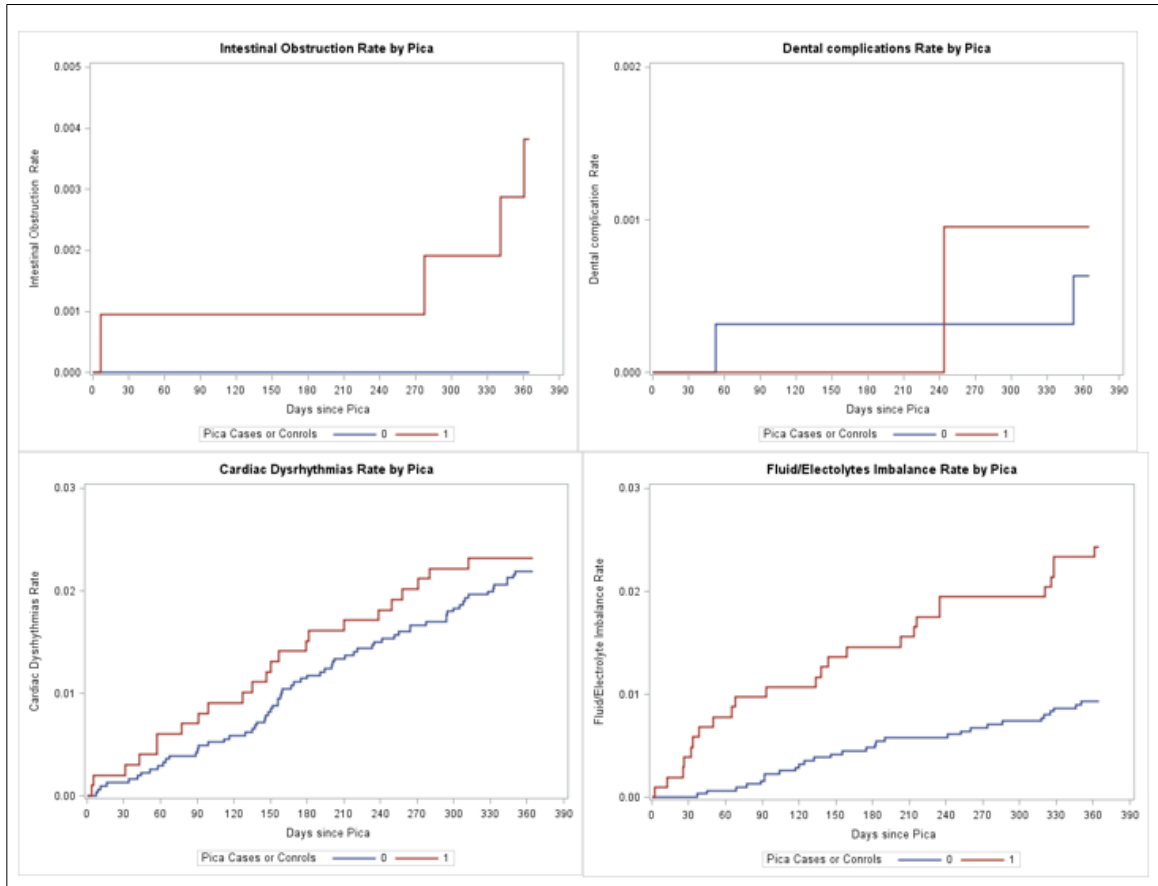 Intestinal Obstruction Rate by Pica
0.005
0.004
0.003
0.002
0.001
0.000
Intestinal Obstruction Rate
0 30 60 90 120 150 180 210 240 270 300 330 360 390
Days since Pica
Pica Cases or Conrols 0 1
Dental complications Rate by Pica
0.002
0.001
0.000
Dental complication Rate
0 30 60 90 120 150 180 210 240 270 300 330 360 390
Days since Pica
Pica Cases or Conrols 0 1
Cardiac Dysrhythmias Rate by Pica
0.03
0.02
0.01
0.00
Cardiac Dysrhythmias Rate
0 30 60 90 120 150 180 210 240 270 300 330 360 390
Days since Pica
Pica Cases or Conrols 0 1
Fluid/Electolytes Imbalance Rate by Pica
0.03
0.02
0.01
0.00
Fluid/Electrolyte Imbalance Rate
0 30 60 90 120 150 180 210 240 270 300 330 360 390
Days since Pica
Pica Cases or Conrols 0 1